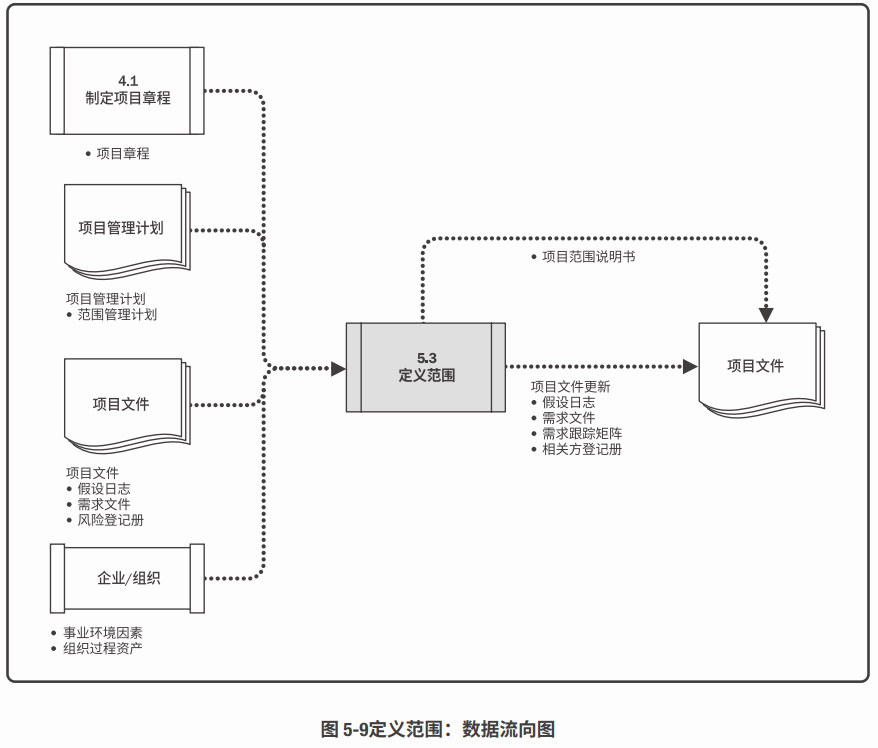 4.1
制定项目章程
• 项目章程
项目管理计划
项目管理计划
• 范围管理计划
项目文件
项目文件
• 假设日志
• 需求文件
• 风险登记册
企业/组织
• 事业环境因素
• 组织过程资产
5.3
定义范围
• 项目范围说明书
项目文件更新
• 假设日志
• 需求文件
• 需求跟踪矩阵
• 相关方登记册
项目文件
图 5-9定义范围：数据流向图